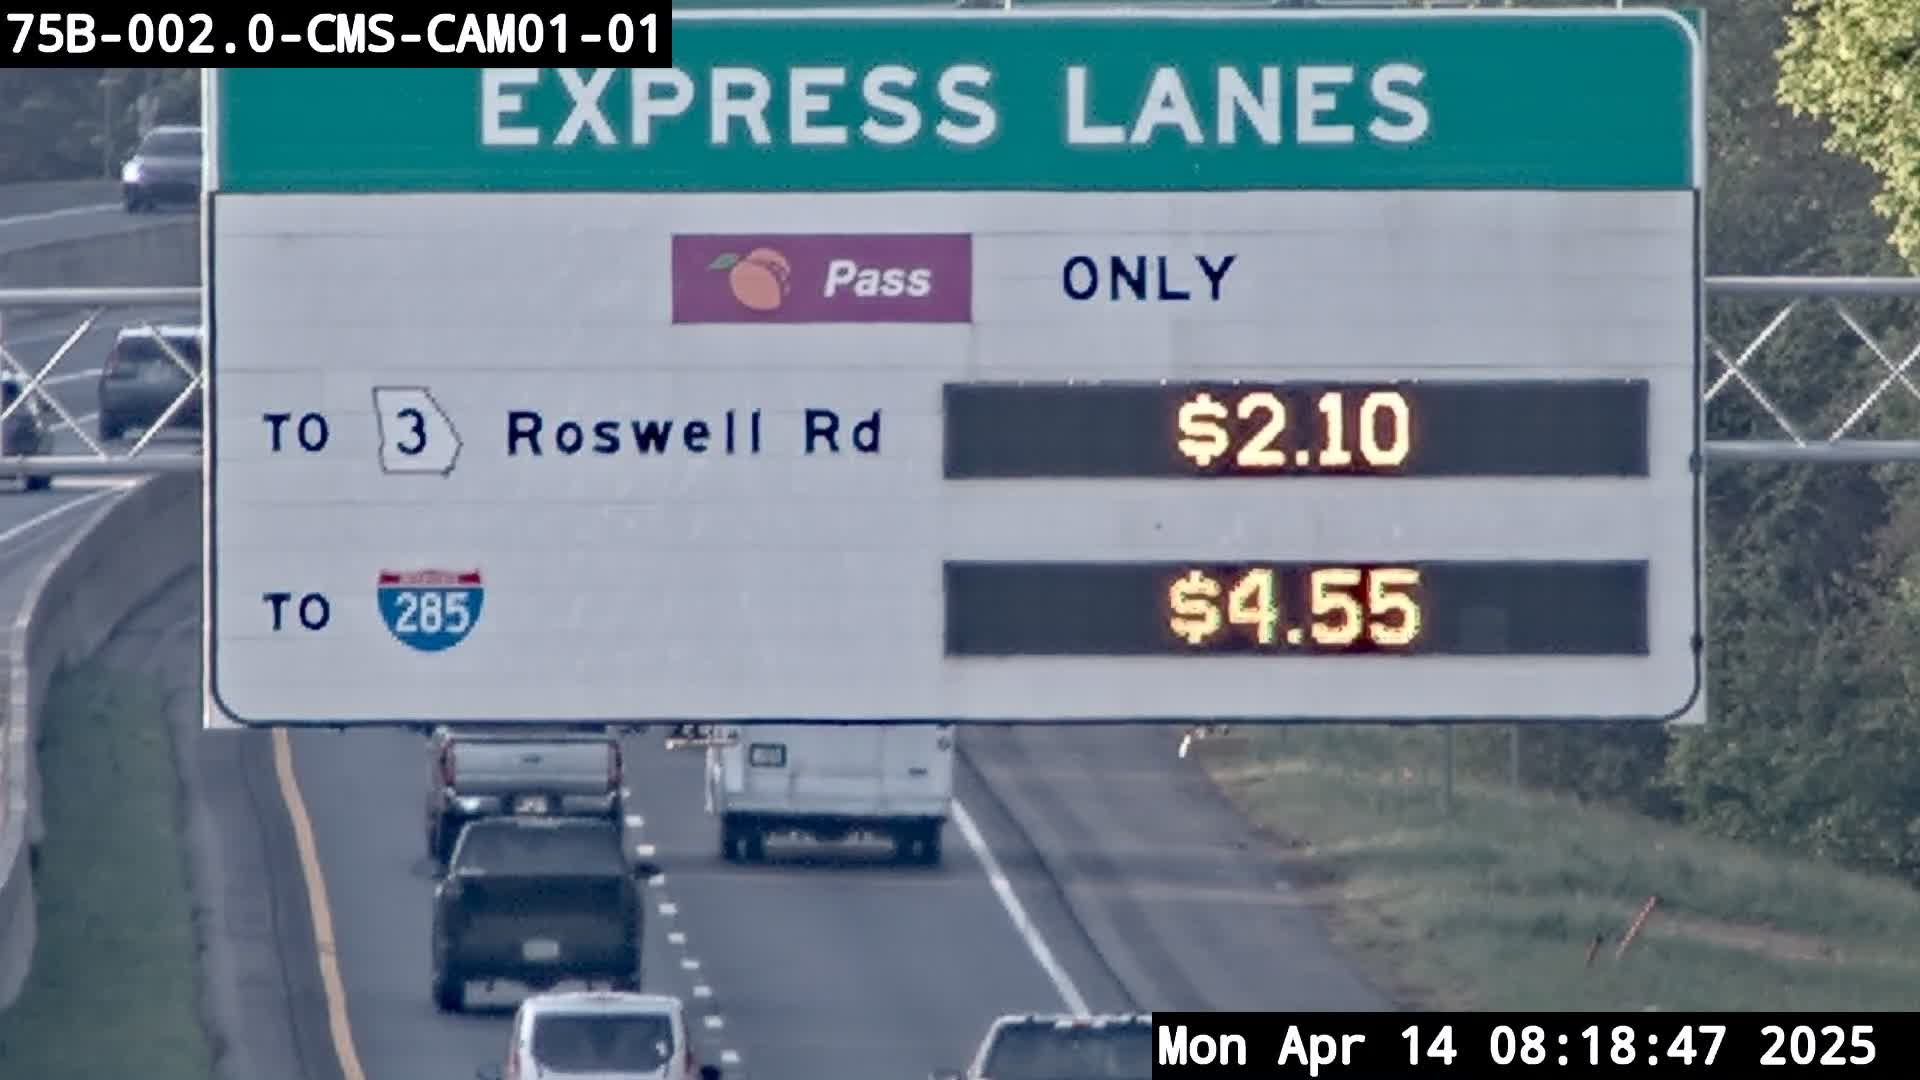 75B-002.0-CMS-CAM01-01
EXPRESS LANES
Pass ONLY
TO 3 Roswell Rd $2.10
TO 285 $4.55
Mon Apr 14 08:18:47 2025